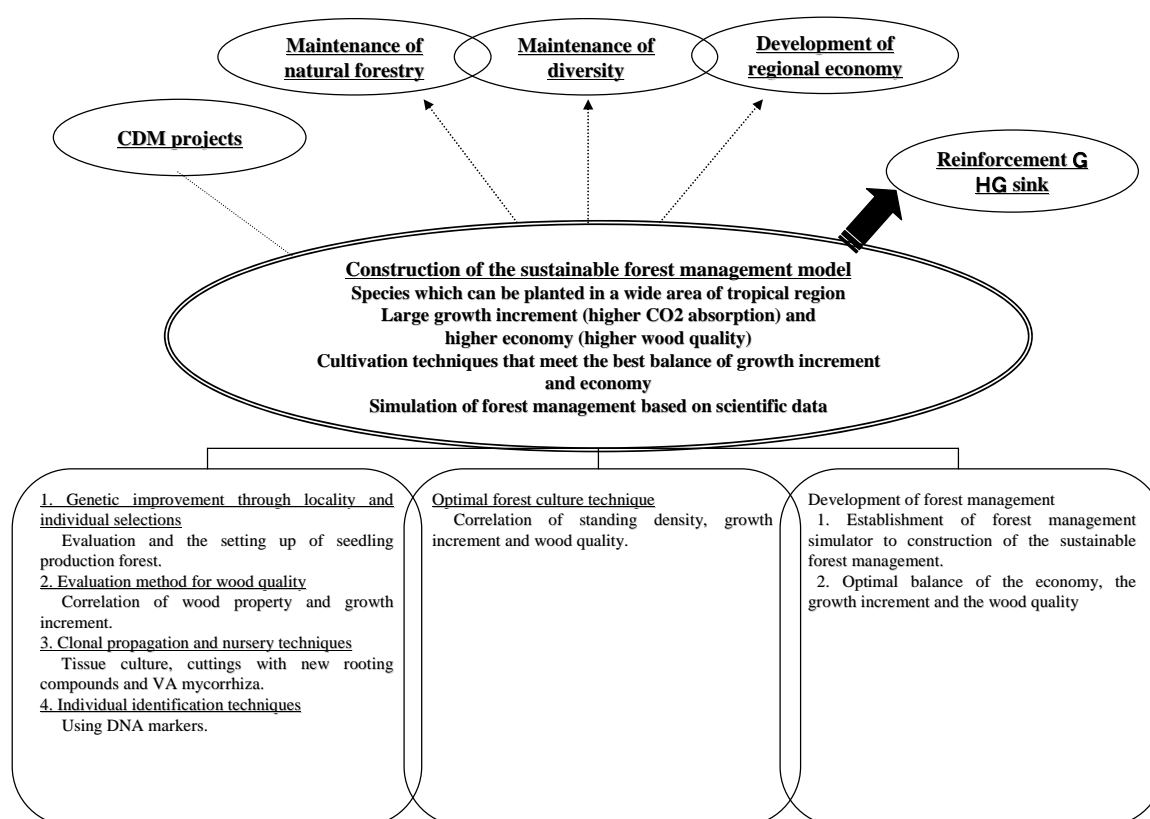 Maintenance of
natural forestry
Maintenance of
diversity
Development of
regional economy
CDM projects
Reinforcement G
HG sink
Construction of the sustainable forest management model
Species which can be planted in a wide area of tropical region
Large growth increment (higher CO2 absorption) and
higher economy (higher wood quality)
Cultivation techniques that meet the best balance of growth increment
and economy
Simulation of forest management based on scientific data
1. Genetic improvement through locality and
individual selections
Evaluation and the setting up of seedling
production forest.
2. Evaluation method for wood quality
Correlation of wood property and growth
increment.
3. Clonal propagation and nursery techniques
Tissue culture, cuttings with new rooting
compounds and VA mycorrhiza.
4. Individual identification techniques
Using DNA markers.
Optimal forest culture technique
Correlation of standing density, growth
increment and wood quality.
Development of forest management
1. Establishment of forest management
simulator to construction of the sustainable
forest management.
2. Optimal balance of the economy, the
growth increment and the wood quality